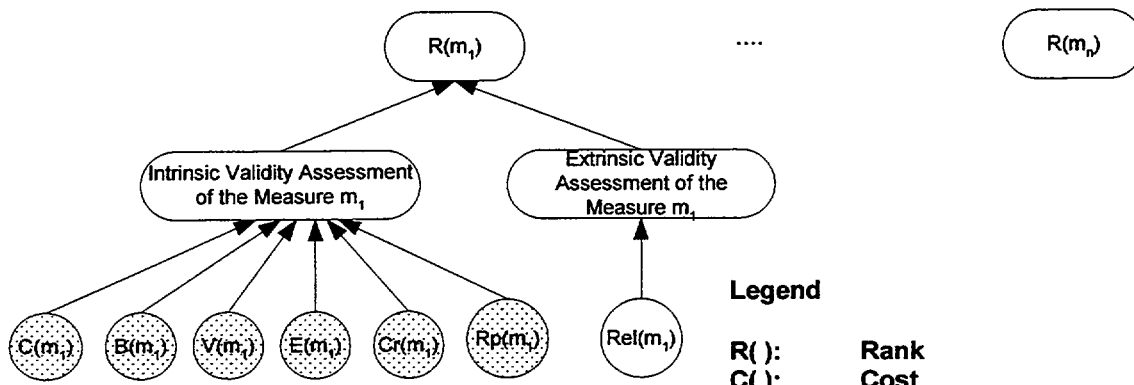 R(m₁) .... R(mₙ)
Intrinsic Validity Assessment
of the Measure m₁
Extrinsic Validity
Assessment of the
Measure m₁
C(m₁) B(m₁) V(m₁) E(m₁) Cr(m₁) Rp(m₁) Rel(m₁)
Legend
R( ): Rank
C( ): Cost